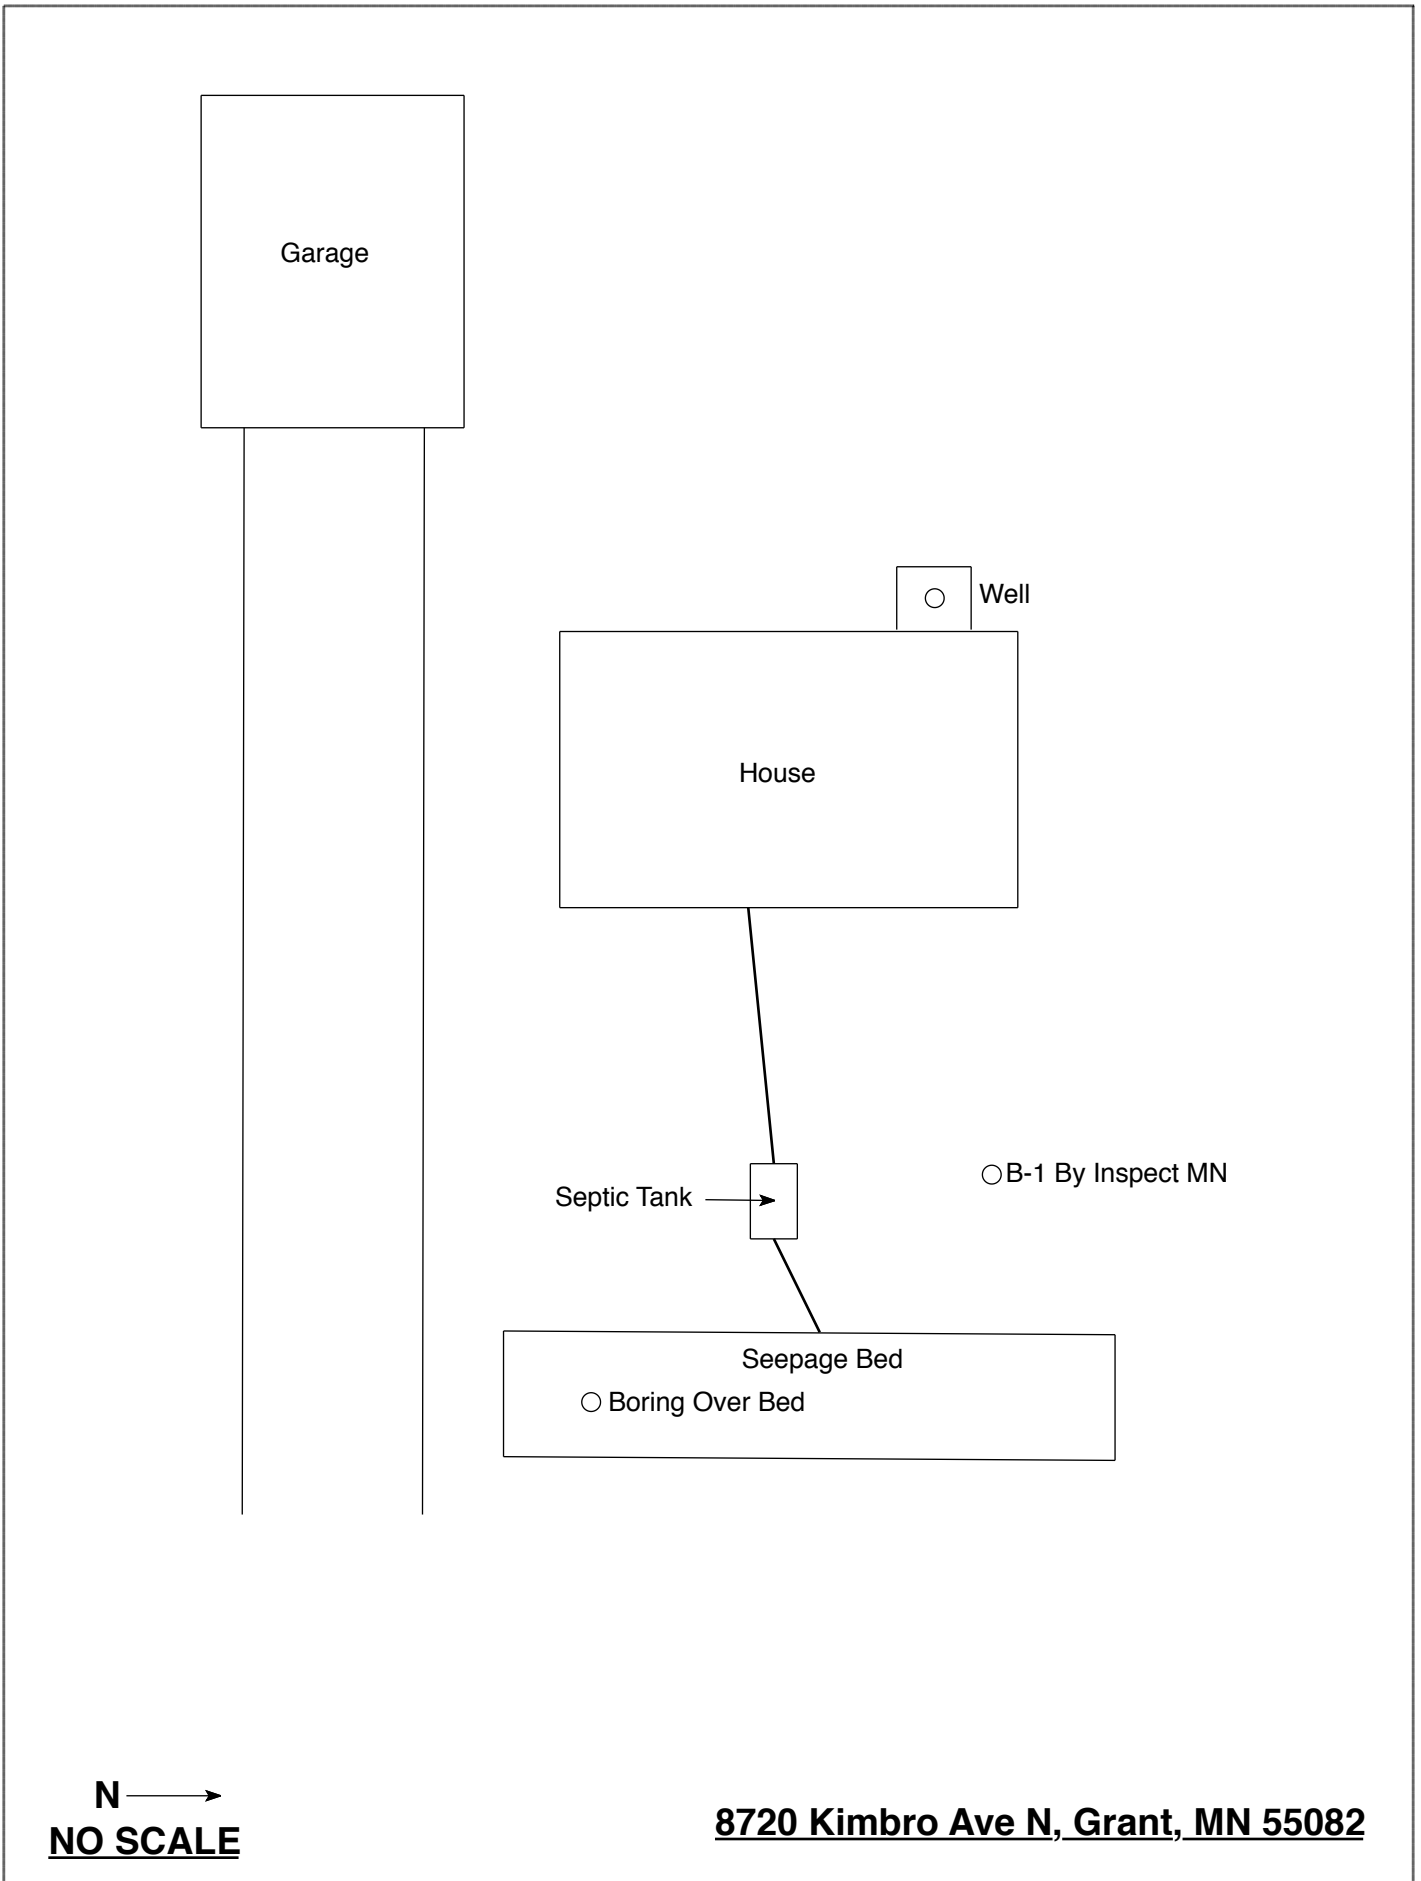 Garage
Well
House
B-1 By Inspect MN
Septic Tank
Seepage Bed
Boring Over Bed
N
NO SCALE
8720 Kimbro Ave N, Grant, MN 55082